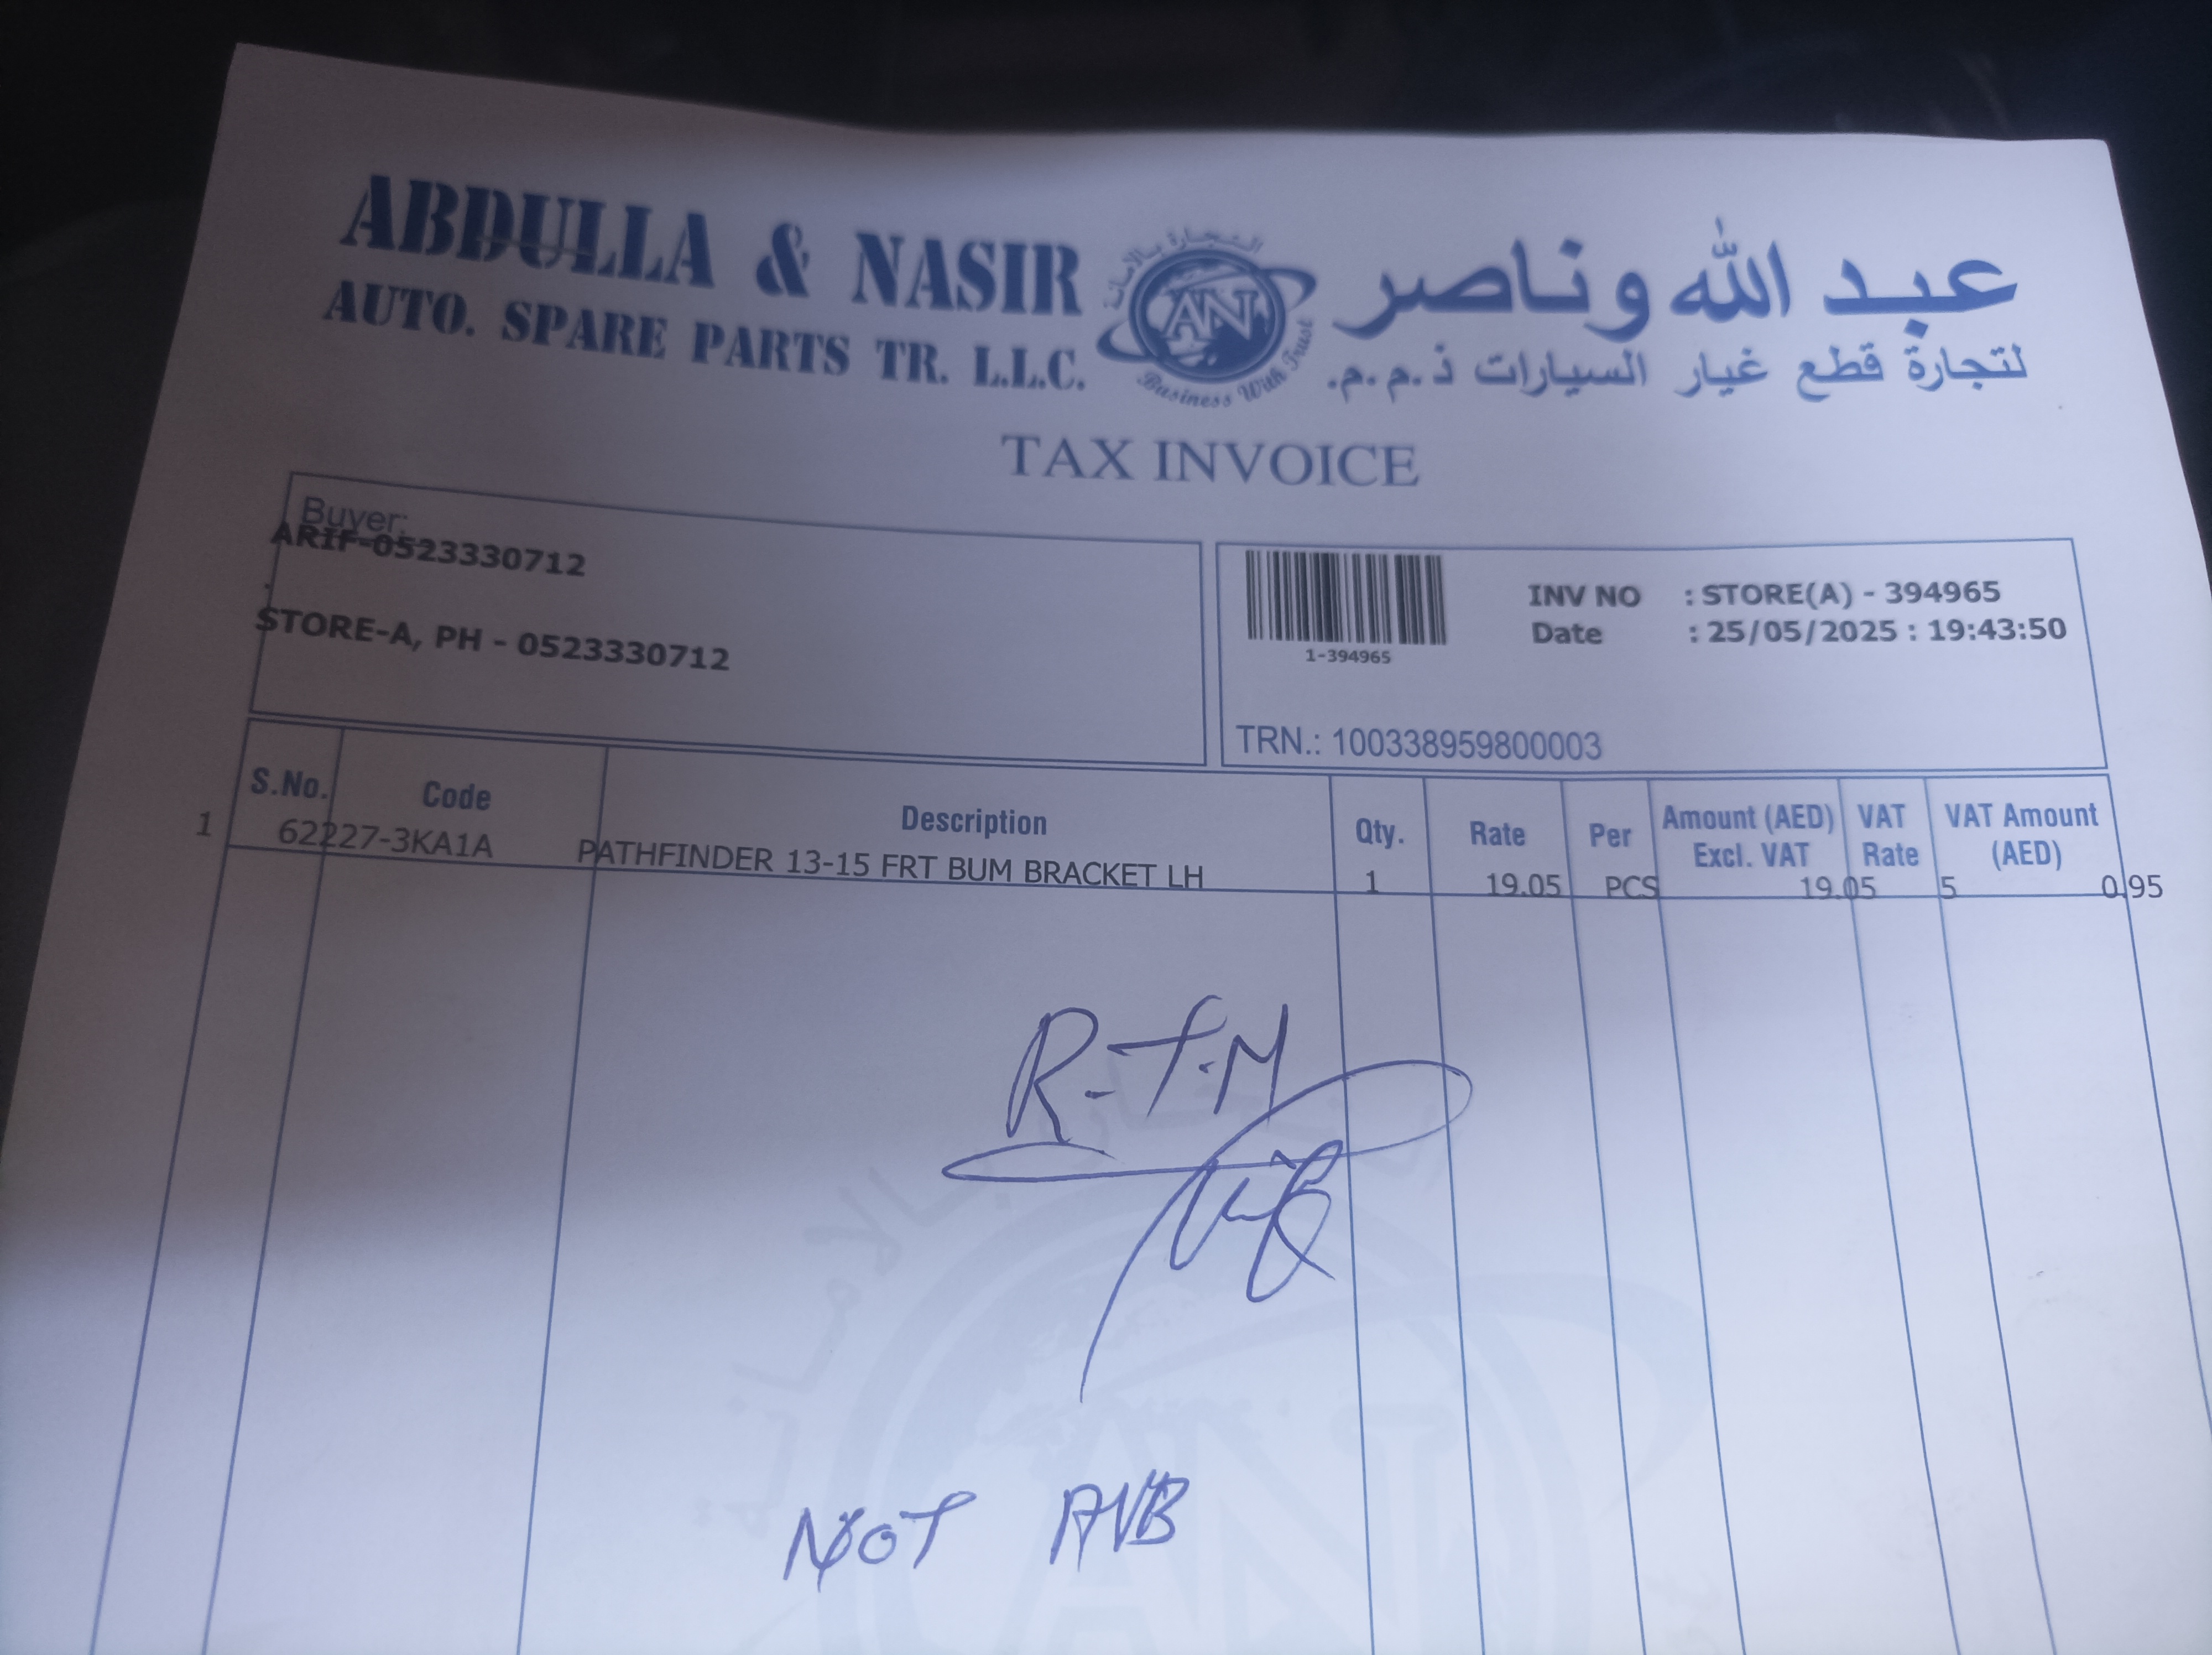 ABDULLA & NASIR
AUTO. SPARE PARTS TR. L.L.C.
التجارة بالأمانة
AN
Business With Trust
عبد الله وناصر
لتجارة قطع غيار السيارات ذ.م.م.
TAX INVOICE
Buyer:
ARIF-0523330712
.
STORE-A, PH - 0523330712
1-394965
INV NO : STORE(A) - 394965
Date : 25/05/2025 : 19:43:50
TRN.: 100338959800003
S.No. Code Description Qty. Rate Per Amount (AED) Excl. VAT VAT Rate VAT Amount (AED)
1 62227-3KA1A PATHFINDER 13-15 FRT BUM BRACKET LH 1 19.05 PCS 19.05 5 0.95
R-T.M
NOT AVB